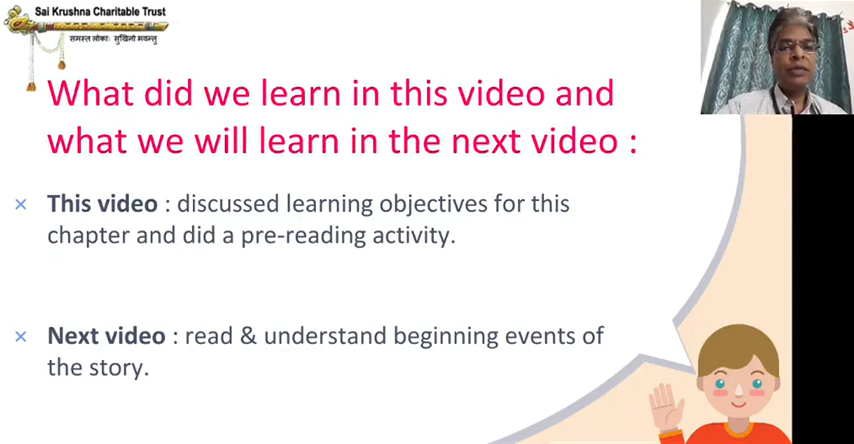 Sai Krushna Charitable Trust
समस्त लोकाः सुखिनो भवन्तु
What did we learn in this video and
what we will learn in the next video :
× This video : discussed learning objectives for this
chapter and did a pre-reading activity.
× Next video : read & understand beginning events of
the story.